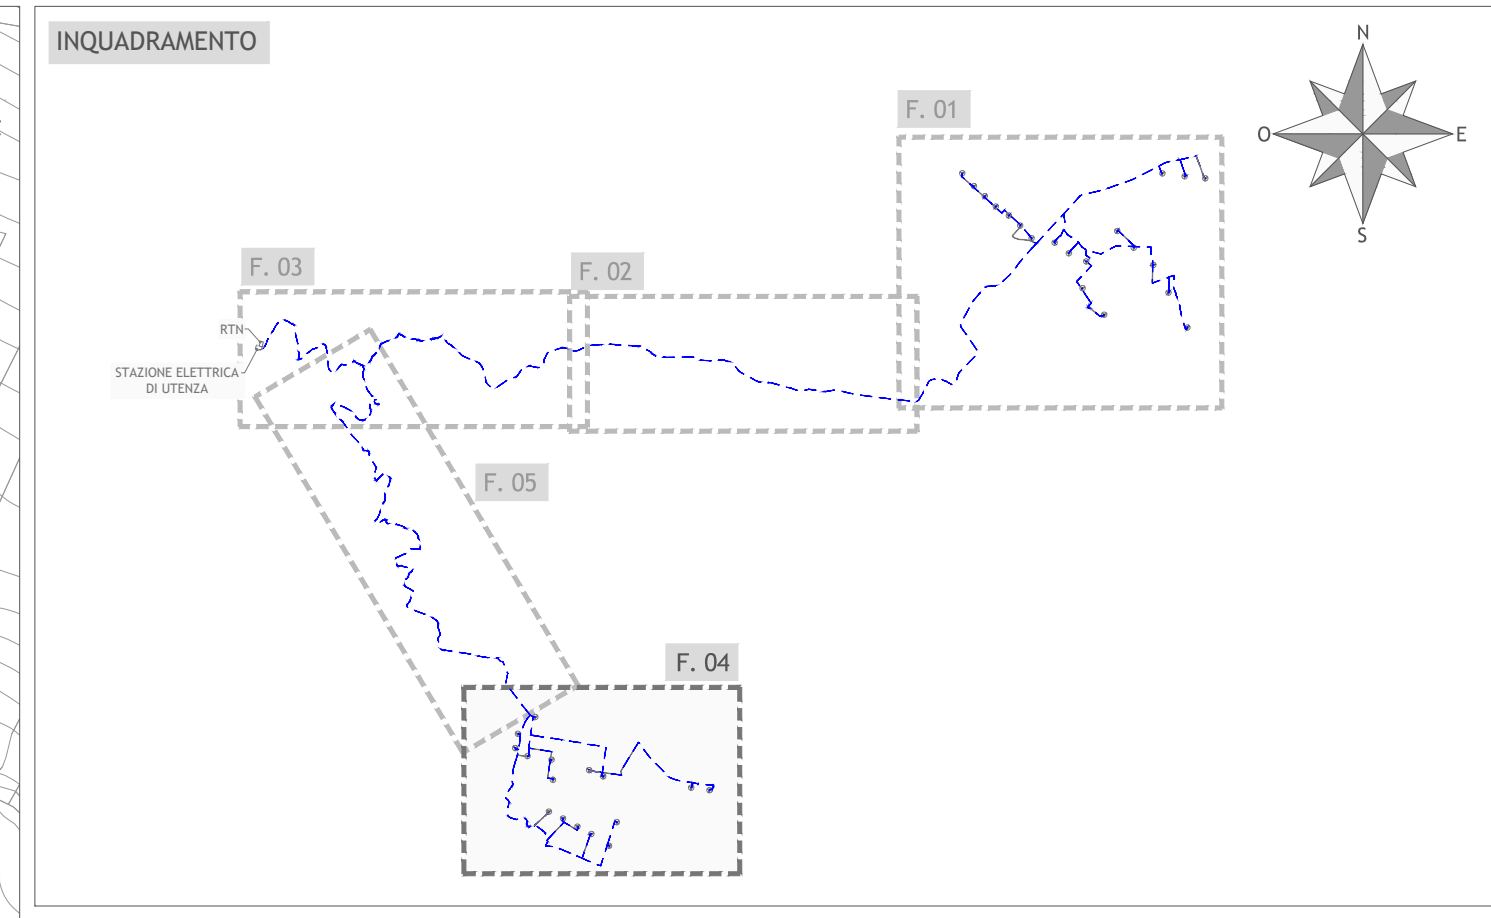 INQUADRAMENTO
N
O
E
S
F. 01
F. 03
F. 02
RTN
STAZIONE ELETTRICA
DI UTENZA
F. 05
F. 04